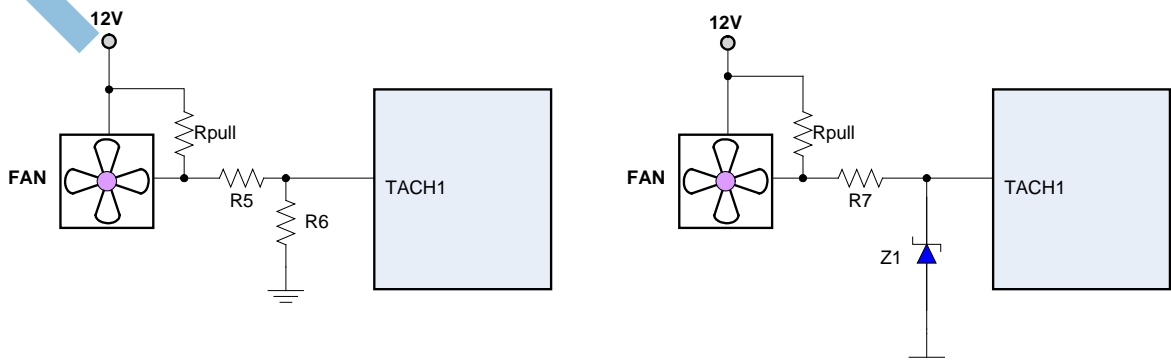 12V
Rpull
FAN
TACH1
R5
R6
12V
Rpull
FAN
TACH1
R7
Z1